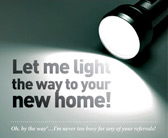 Let me light
the way to your
new home!
Oh, by the way®…I'm never too busy for any of your referrals!